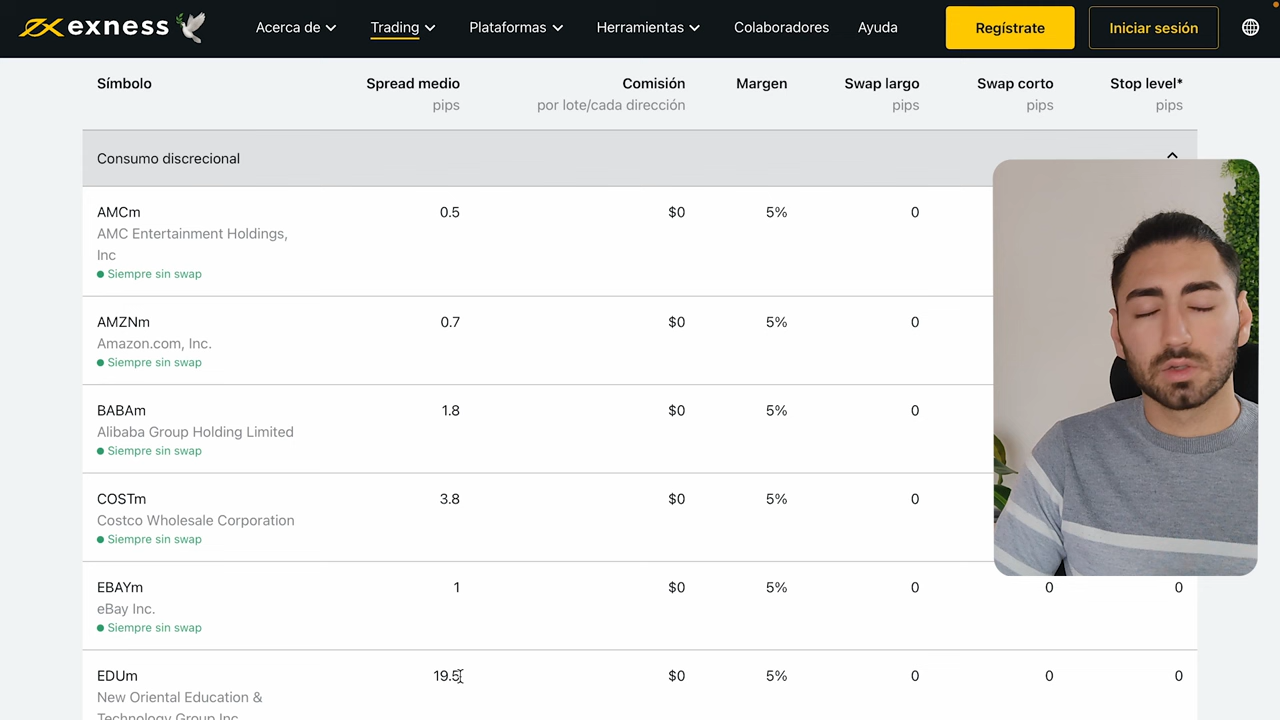 exness
Acerca de Trading Plataformas Herramientas Colaboradores Ayuda Regístrate Iniciar sesión
Símbolo Spread medio Comisión Margen Swap largo Swap corto Stop level*
pips por lote/cada dirección pips pips pips
Consumo discrecional
AMCm 0.5 $0 5% 0
AMC Entertainment Holdings,
Inc
Siempre sin swap
AMZNm 0.7 $0 5% 0
Amazon.com, Inc.
Siempre sin swap
BABAm 1.8 $0 5% 0
Alibaba Group Holding Limited
Siempre sin swap
COSTm 3.8 $0 5% 0
Costco Wholesale Corporation
Siempre sin swap
EBAYm 1 $0 5% 0 0 0
eBay Inc.
Siempre sin swap
EDUm 19.5 $0 5% 0 0 0
New Oriental Education &
Technology Group Inc